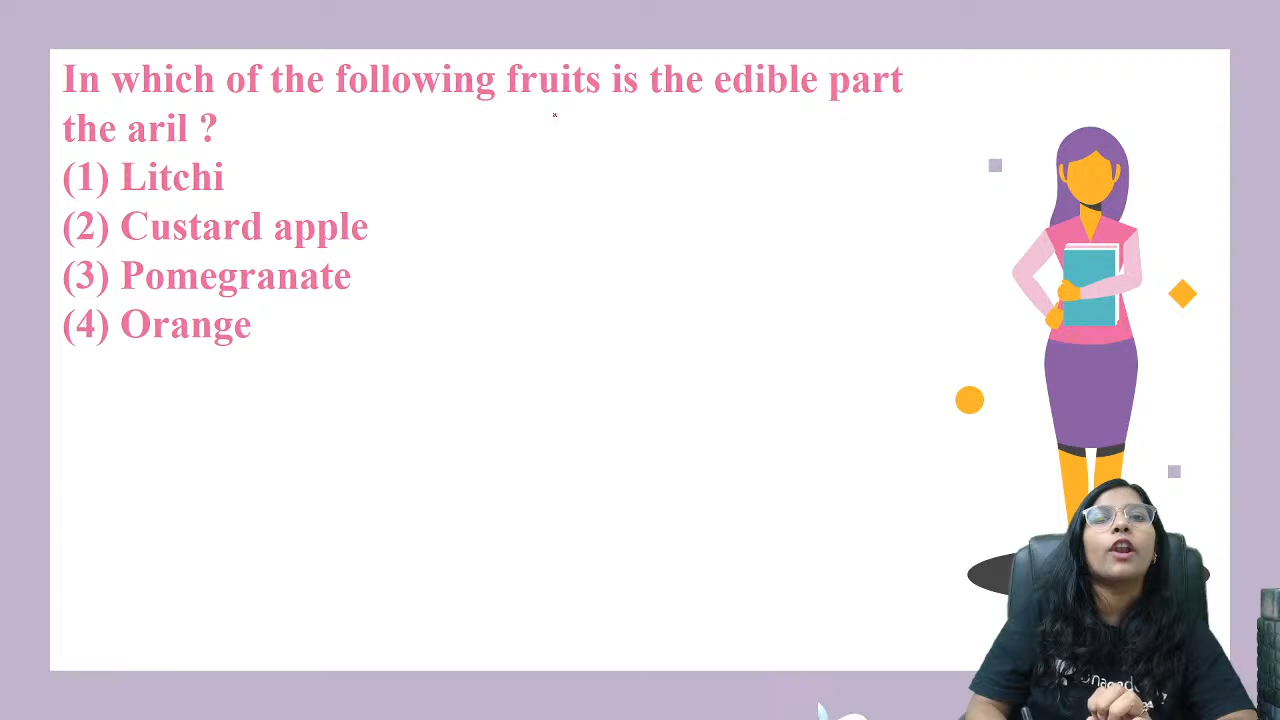 In which of the following fruits is the edible part
the aril ?
(1) Litchi
(2) Custard apple
(3) Pomegranate
(4) Orange